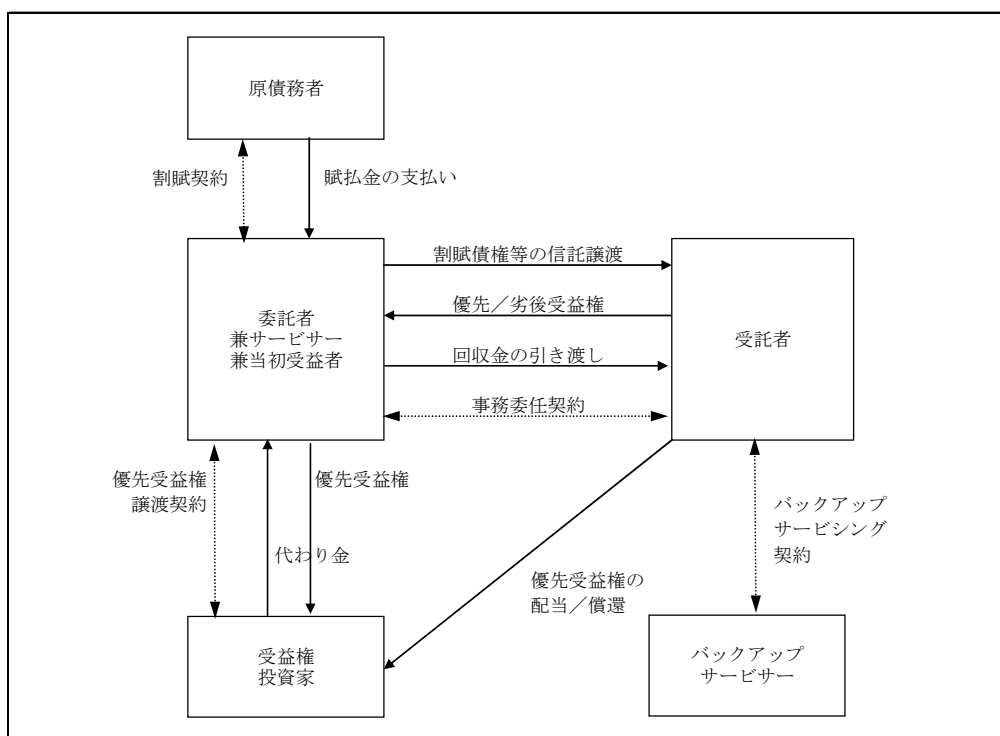 原債務者
割賦契約
賦払金の支払い
割賦債権等の信託譲渡
優先／劣後受益権
委託者
兼サービサー
兼当初受益者
受託者
回収金の引き渡し
事務委任契約
優先受益権
譲渡契約
優先受益権
代わり金
バックアップ
サービシング
契約
優先受益権の
配当／償還
受益権
投資家
バックアップ
サービサー